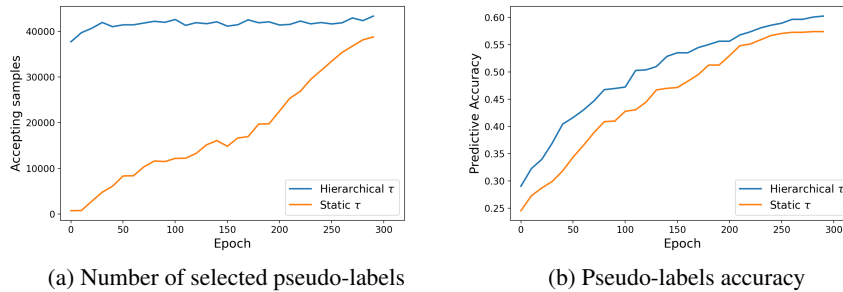 40000
30000
20000
10000
0
Accepting samples
0 50 100 150 200 250 300
Epoch
Hierarchical τ
Static τ
(a) Number of selected pseudo-labels
0.60
0.55
0.50
0.45
0.40
0.35
0.30
0.25
Predictive Accuracy
0 50 100 150 200 250 300
Epoch
Hierarchical τ
Static τ
(b) Pseudo-labels accuracy